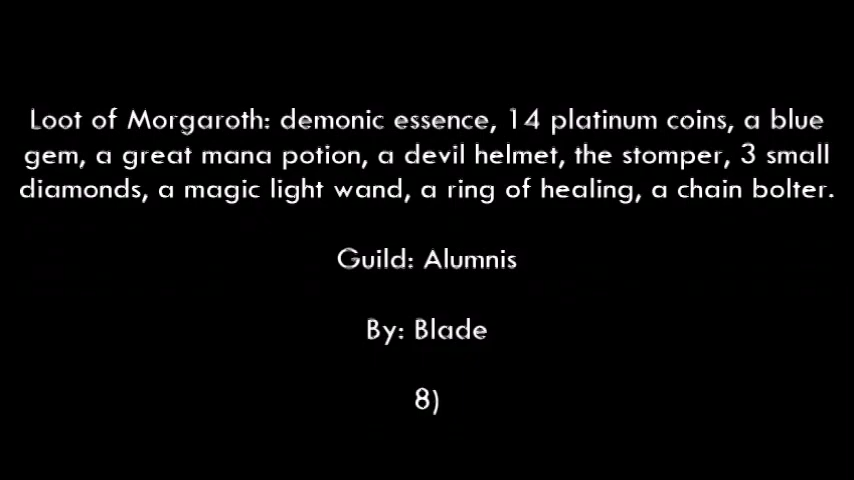 Loot of Morgaroth: demonic essence, 14 platinum coins, a blue
gem, a great mana potion, a devil helmet, the stomper, 3 small
diamonds, a magic light wand, a ring of healing, a chain bolter.
Guild: Alumnis
By: Blade
8)